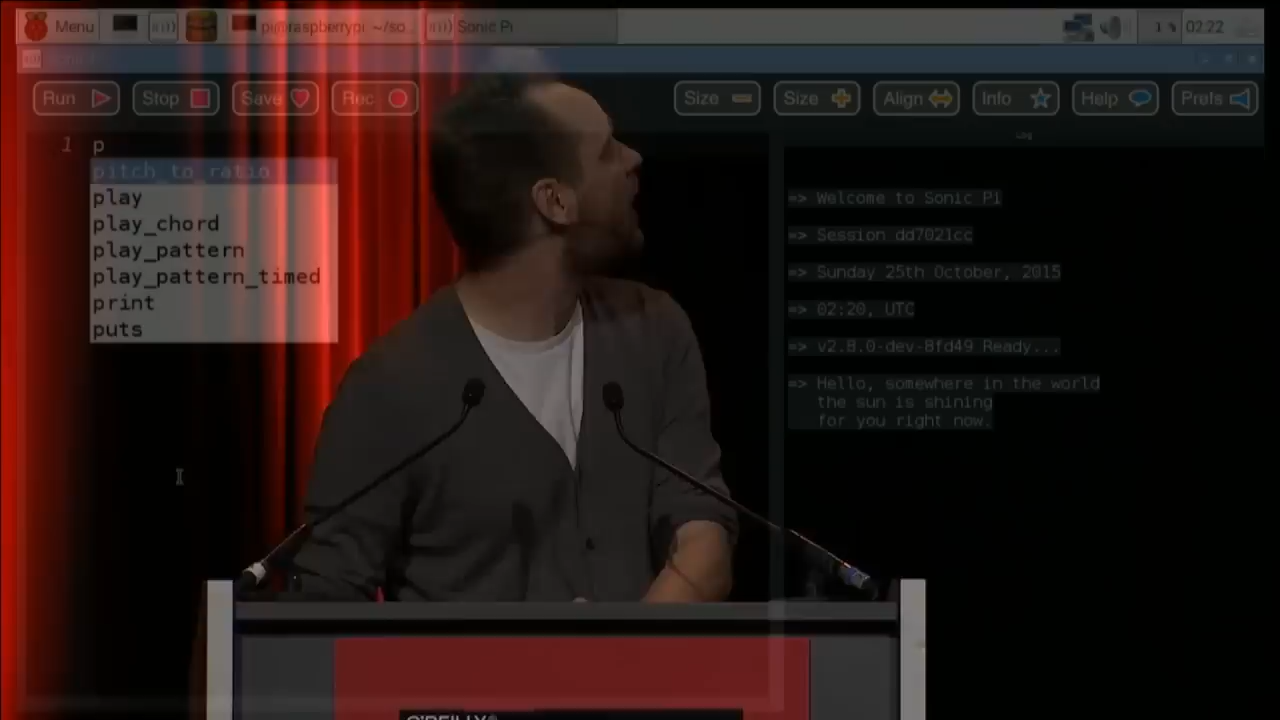 Menu
pi@raspberrypi: ~/so...
Sonic Pi
1 %
02:22
Run
Stop
Save
Rec
Size
Size
Align
Info
Help
Prefs
Log
1 p
pitch_to_ratio
play
play_chord
play_pattern
play_pattern_timed
print
puts
=> Welcome to Sonic Pi
=> Session dd7021cc
=> Sunday 25th October, 2015
=> 02:20, UTC
=> v2.8.0-dev-8fd49 Ready...
=> Hello, somewhere in the world
the sun is shining
for you right now.
O'REILLY®